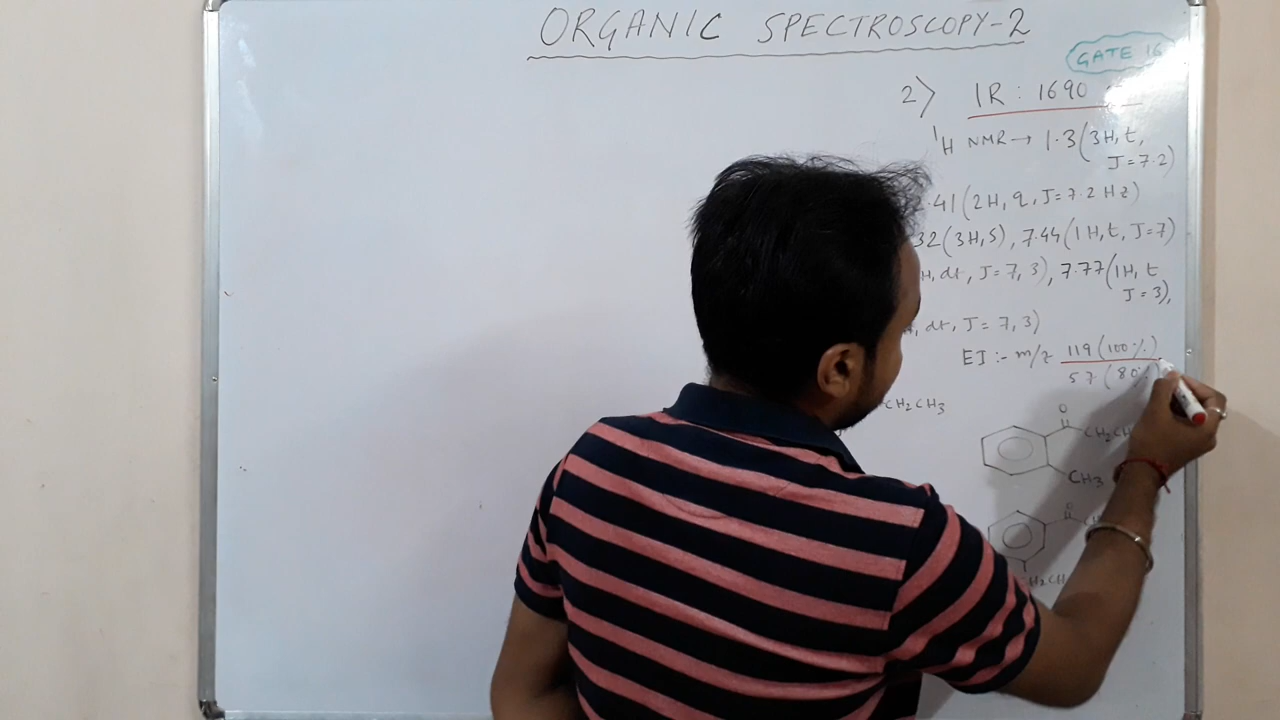 ORGANIC SPECTROSCOPY-2
GATE 16
2) IR : 1690
¹H NMR → 1.3 (3H, t,
J = 7.2)
.41 (2H, q, J = 7.2 Hz)
32 (3H, s), 7.44 (1H, t, J = 7)
H, dt, J = 7, 3), 7.77 (1H, t,
J = 3),
, dt, J = 7, 3)
EI :- m/z 119 (100%)
57 (80%
CH2CH3
O
CH2CH
CH3
O
CH
H2CH